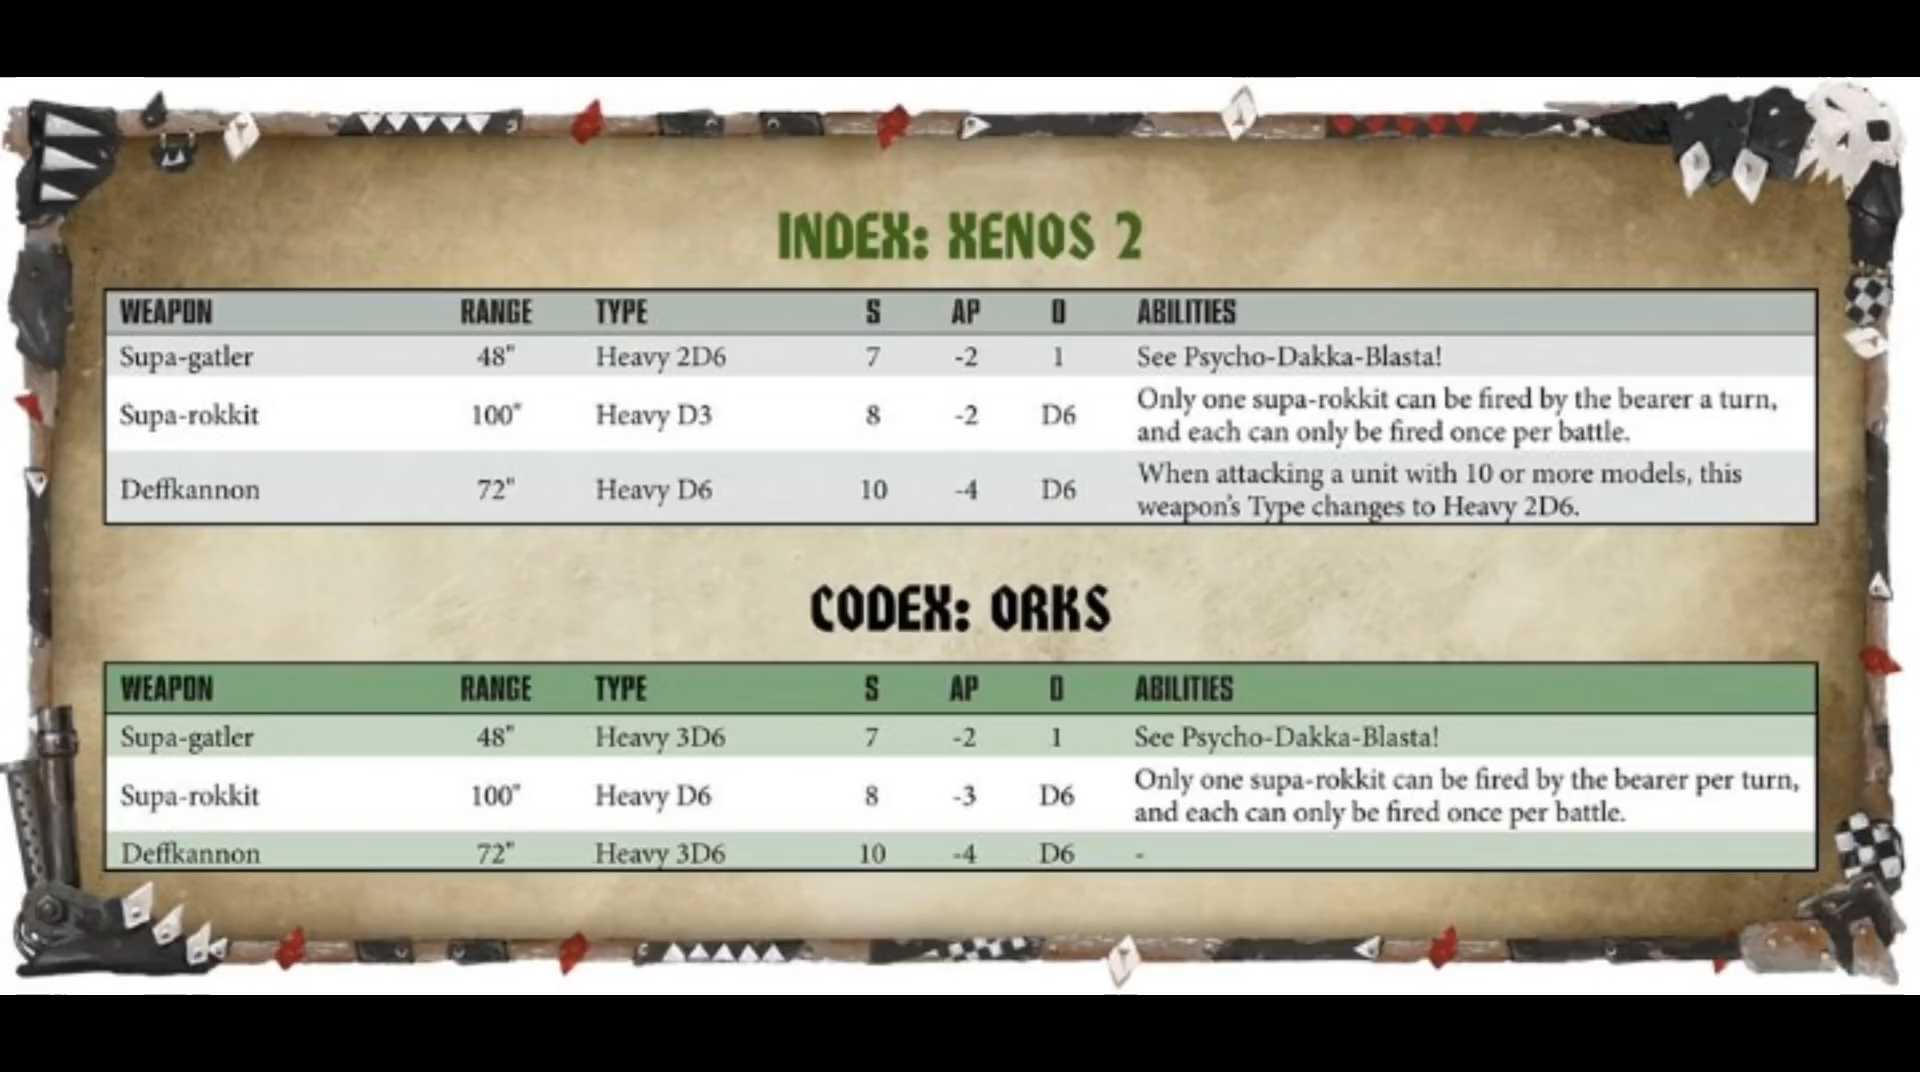 INDEX: XENOS 2
WEAPON RANGE TYPE S AP D ABILITIES
Supa-gatler 48" Heavy 2D6 7 -2 1 See Psycho-Dakka-Blasta!
Supa-rokkit 100" Heavy D3 8 -2 D6 Only one supa-rokkit can be fired by the bearer a turn,
and each can only be fired once per battle.
Deffkannon 72" Heavy D6 10 -4 D6 When attacking a unit with 10 or more models, this
weapon's Type changes to Heavy 2D6.
CODEX: ORKS
WEAPON RANGE TYPE S AP D ABILITIES
Supa-gatler 48" Heavy 3D6 7 -2 1 See Psycho-Dakka-Blasta!
Supa-rokkit 100" Heavy D6 8 -3 D6 Only one supa-rokkit can be fired by the bearer per turn,
and each can only be fired once per battle.
Deffkannon 72" Heavy 3D6 10 -4 D6 -